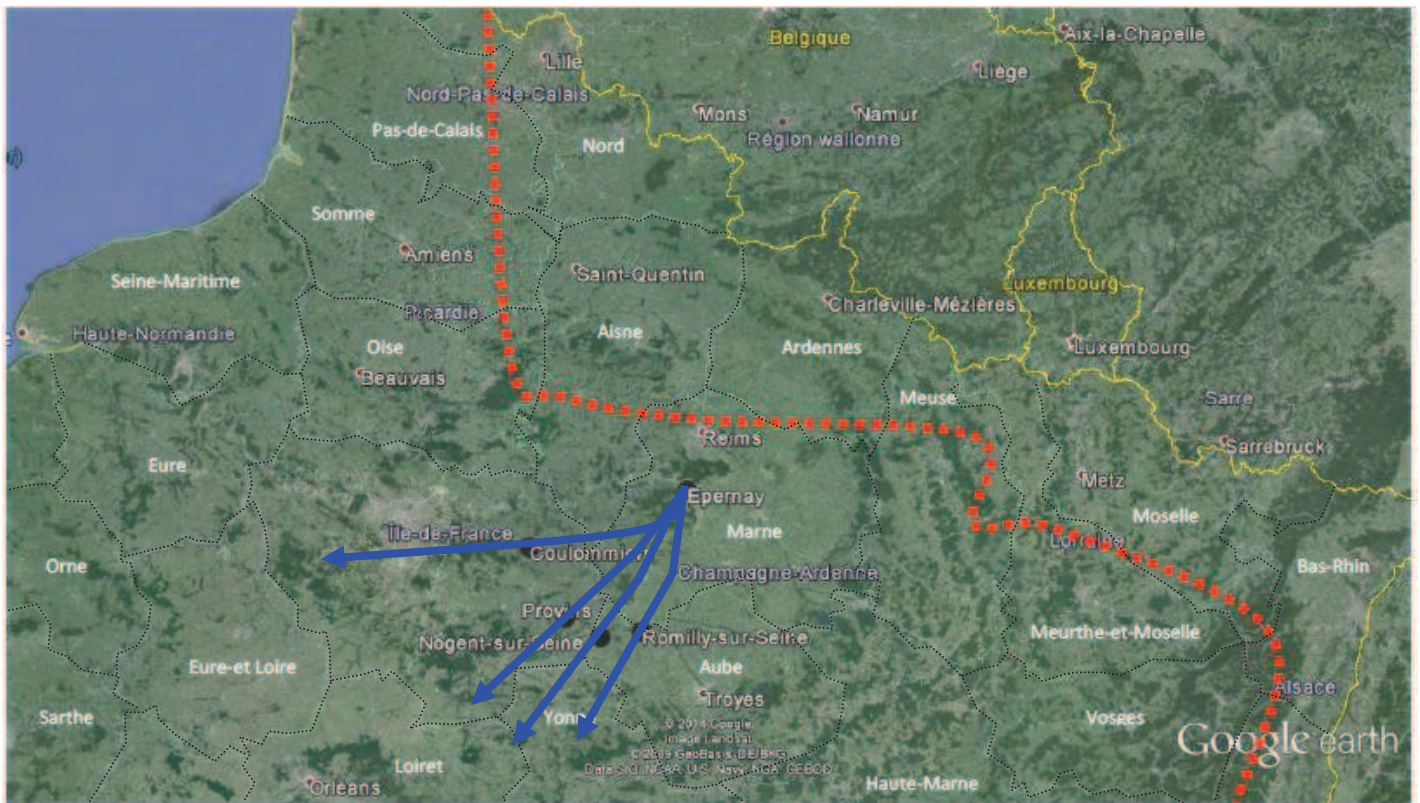 Belgique
Aix-la-Chapelle
Lille
Liège
Nord-Pas-de-Calais
Mons
Namur
Pas-de-Calais
Nord
Région wallonne
Somme
Amiens
Saint-Quentin
Seine-Maritime
Luxembourg
Charleville-Mézières
Picardie
Haute-Normandie
Aisne
Oise
Ardennes
Luxembourg
Beauvais
Meuse
Sarre
Reims
Sarrebruck
Eure
Metz
Epernay
Moselle
Île-de-France
Marne
Lorraine
Coulommiers
Orne
Champagne-Ardenne
Bas-Rhin
Provins
Nogent-sur-Seine
Romilly-sur-Seine
Meurthe-et-Moselle
Eure-et Loire
Aube
Troyes
Alsace
Sarthe
Yonne
Vosges
© 2014 Google
Image Landsat
© 2009 GeoBasis-DE/BKG
Data SIO, NOAA, U.S. Navy, NGA, GEBCO
Google earth
Loiret
Orléans
Haute-Marne